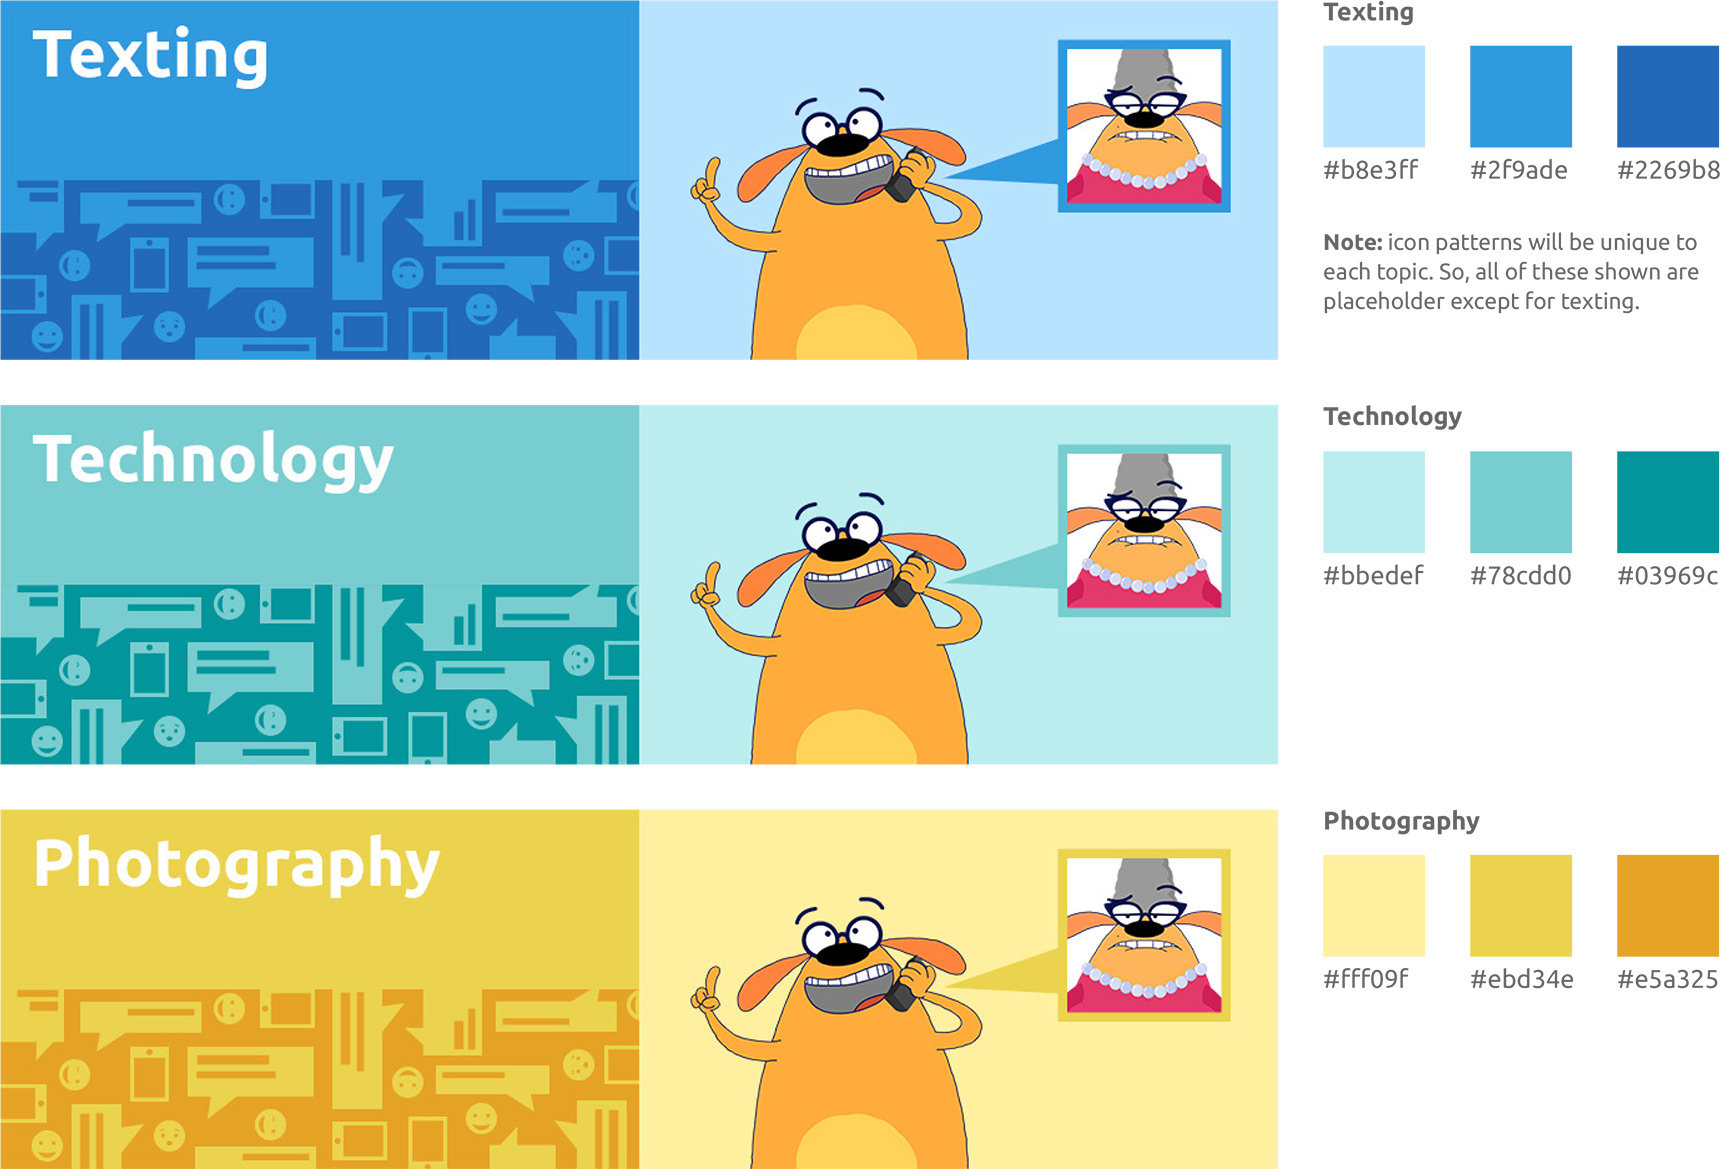 Texting
Texting
#b8e3ff
#2f9ade
#2269b8
Note: icon patterns will be unique to
each topic. So, all of these shown are
placeholder except for texting.
Technology
Technology
#bbedef
#78cdd0
#03969c
Photography
Photography
#fff09f
#ebd34e
#e5a325